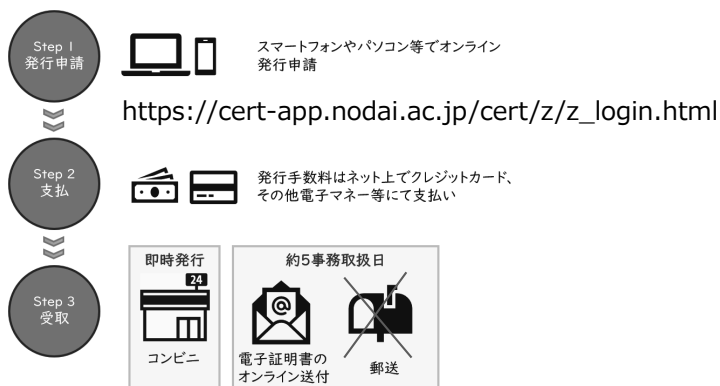 Step 1
発行申請
スマートフォンやパソコン等でオンライン
発行申請
https://cert-app.nodai.ac.jp/cert/z/z_login.html
Step 2
支払
発行手数料はネット上でクレジットカード、
その他電子マネー等にて支払い
Step 3
受取
即時発行
24
コンビニ
約5事務取扱日
@
電子証明書の
オンライン送付
郵送